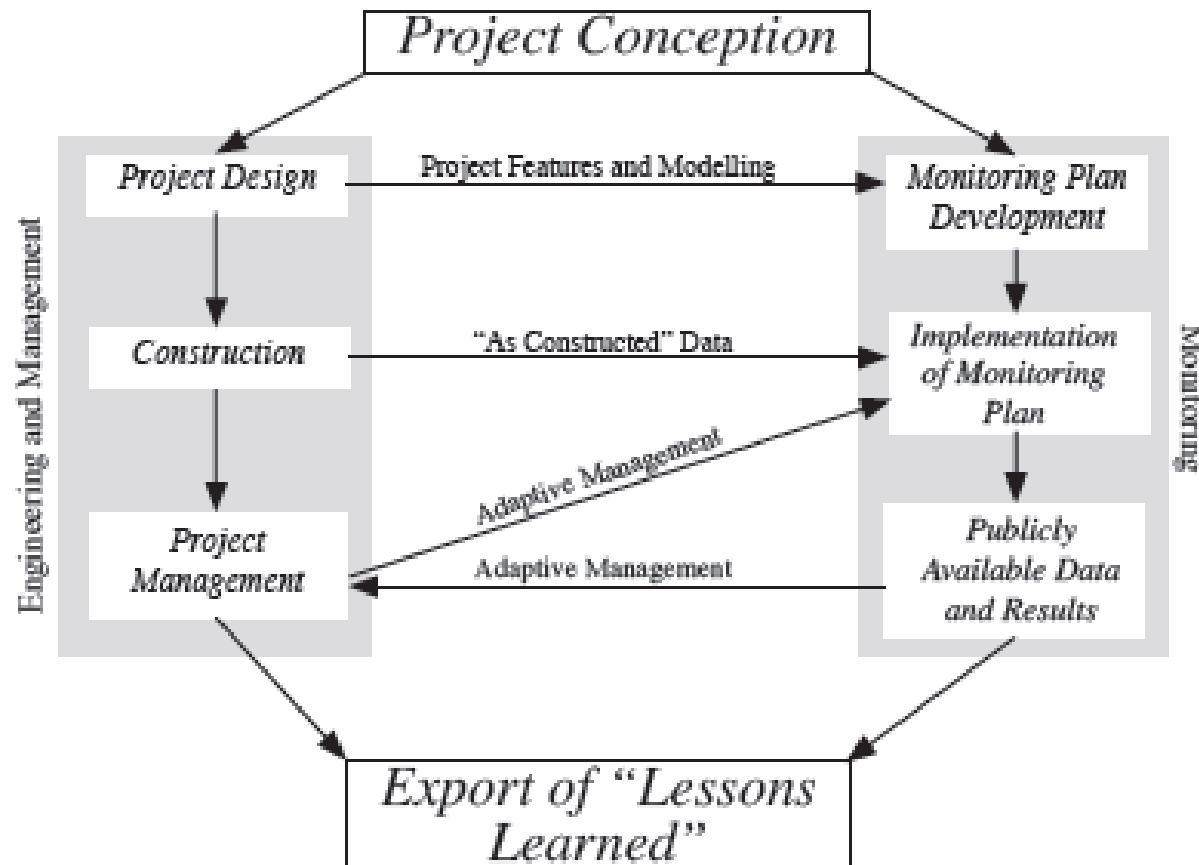 Project Conception
Project Design
Project Features and Modelling
Monitoring Plan
Development
Engineering and Management
Construction
"As Constructed" Data
Implementation
of Monitoring
Plan
Monitoring
Adaptive Management
Project
Management
Adaptive Management
Publicly
Available Data
and Results
Export of "Lessons
Learned"